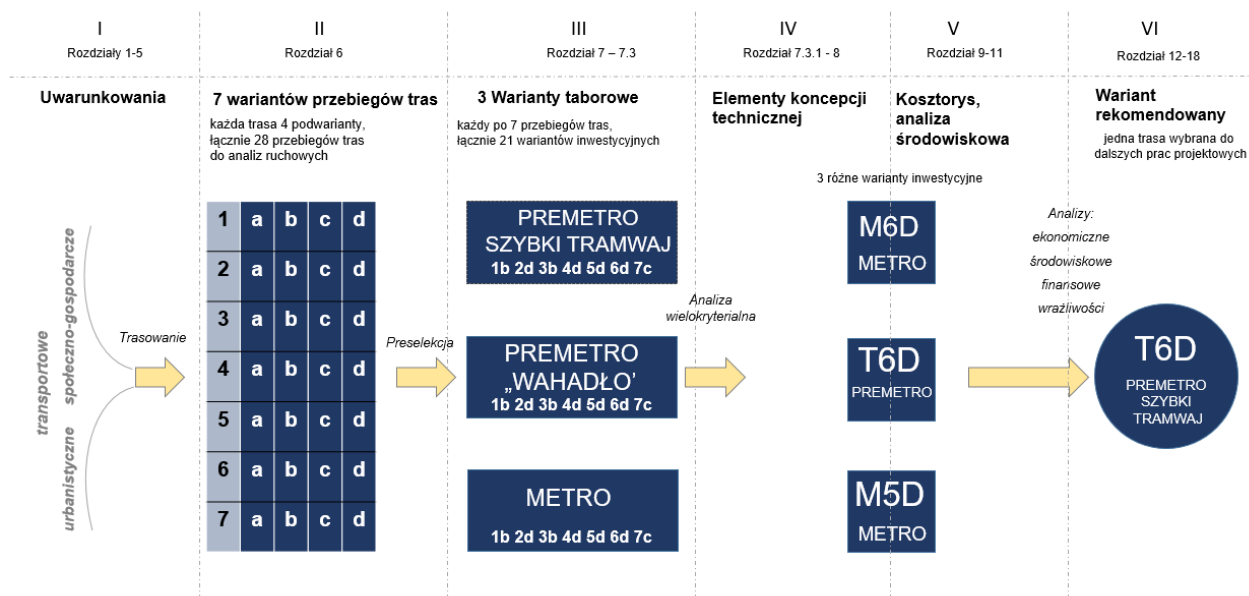 I
Rozdziały 1-5
II
Rozdział 6
III
Rozdział 7 – 7.3
IV
Rozdział 7.3.1 - 8
V
Rozdział 9-11
VI
Rozdział 12-18
Uwarunkowania
7 wariantów przebiegów tras
każda trasa 4 podwarianty,
łącznie 28 przebiegów tras
do analiz ruchowych
3 Warianty taborowe
każdy po 7 przebiegów tras,
łącznie 21 wariantów inwestycyjnych
Elementy koncepcji
technicznej
Kosztorys,
analiza
środowiskowa
Wariant
rekomendowany
jedna trasa wybrana do
dalszych prac projektowych
3 różne warianty inwestycyjne
transportowe
społeczno-gospodarcze
urbanistyczne
Trasowanie
1 a b c d
2 a b c d
3 a b c d
4 a b c d
5 a b c d
6 a b c d
7 a b c d
Preselekcja
PREMETRO
SZYBKI TRAMWAJ
1b 2d 3b 4d 5d 6d 7c
PREMETRO
„WAHADŁO’
1b 2d 3b 4d 5d 6d 7c
METRO
1b 2d 3b 4d 5d 6d 7c
Analiza
wielokryterialna
M6D
METRO
T6D
PREMETRO
M5D
METRO
Analizy:
ekonomiczne
środowiskowe
finansowe
wrażliwości
T6D
PREMETRO
SZYBKI
TRAMWAJ